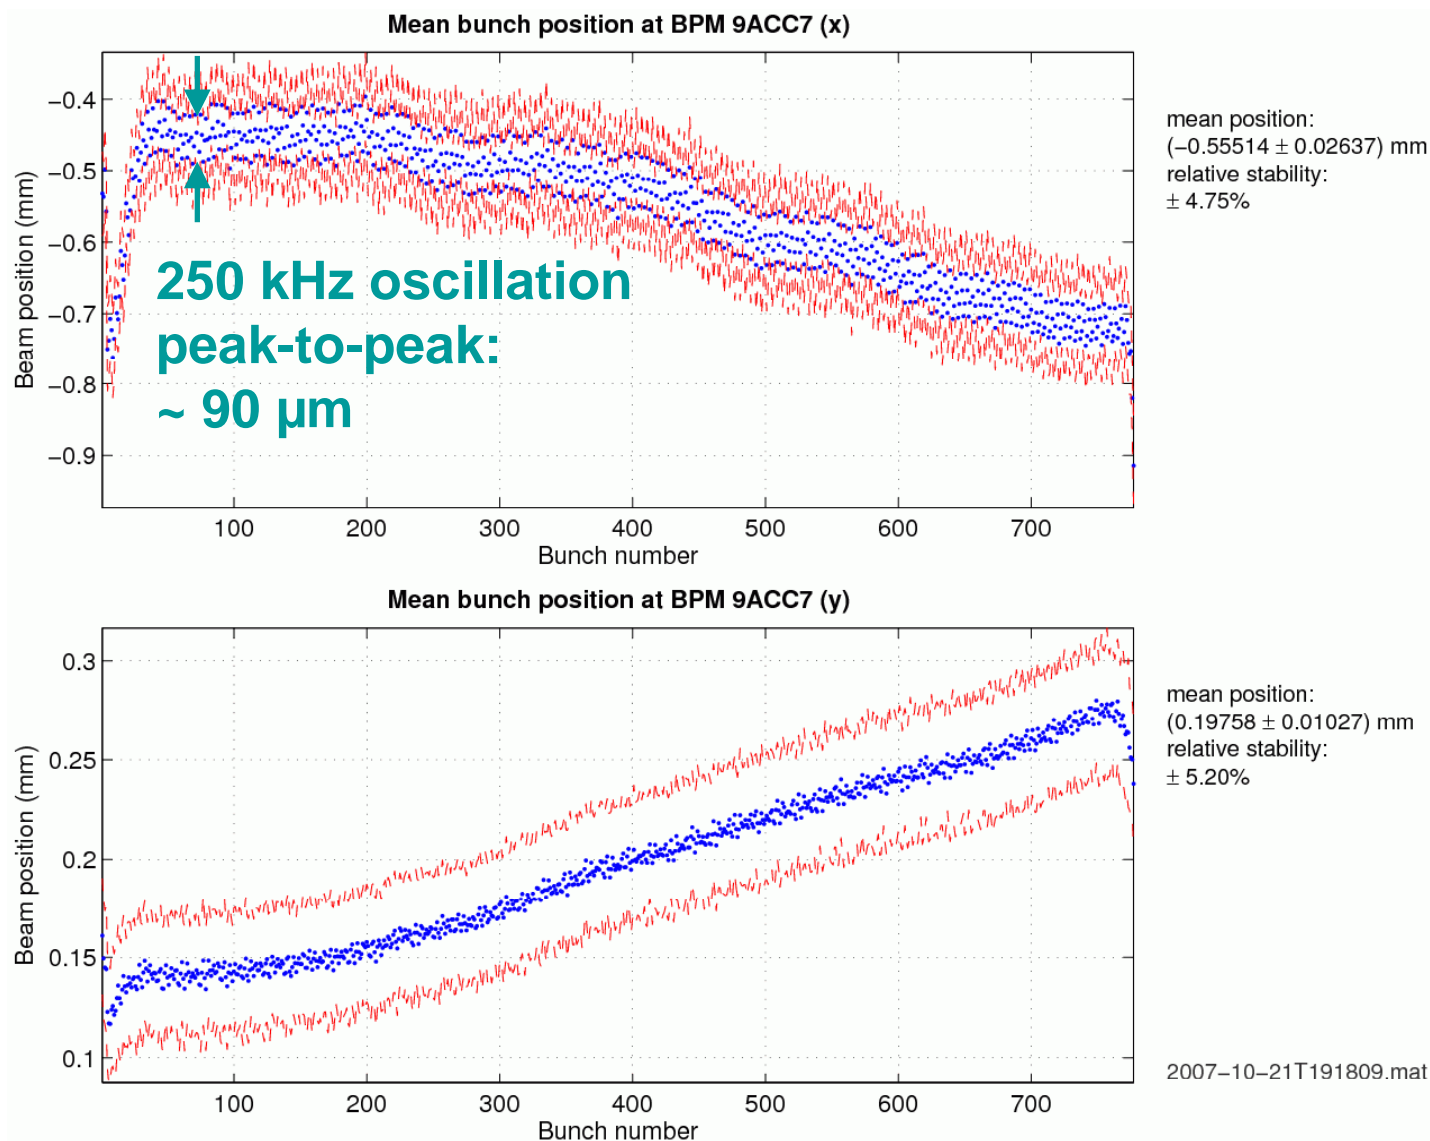 Mean bunch position at BPM 9ACC7 (x)
−0.4
−0.5
−0.6
−0.7
−0.8
−0.9
Beam position (mm)
250 kHz oscillation
peak-to-peak:
~ 90 µm
100 200 300 400 500 600 700
Bunch number
mean position:
(−0.55514 ± 0.02637) mm
relative stability:
± 4.75%
Mean bunch position at BPM 9ACC7 (y)
0.3
0.25
0.2
0.15
0.1
Beam position (mm)
100 200 300 400 500 600 700
Bunch number
mean position:
(0.19758 ± 0.01027) mm
relative stability:
± 5.20%
2007−10−21T191809.mat